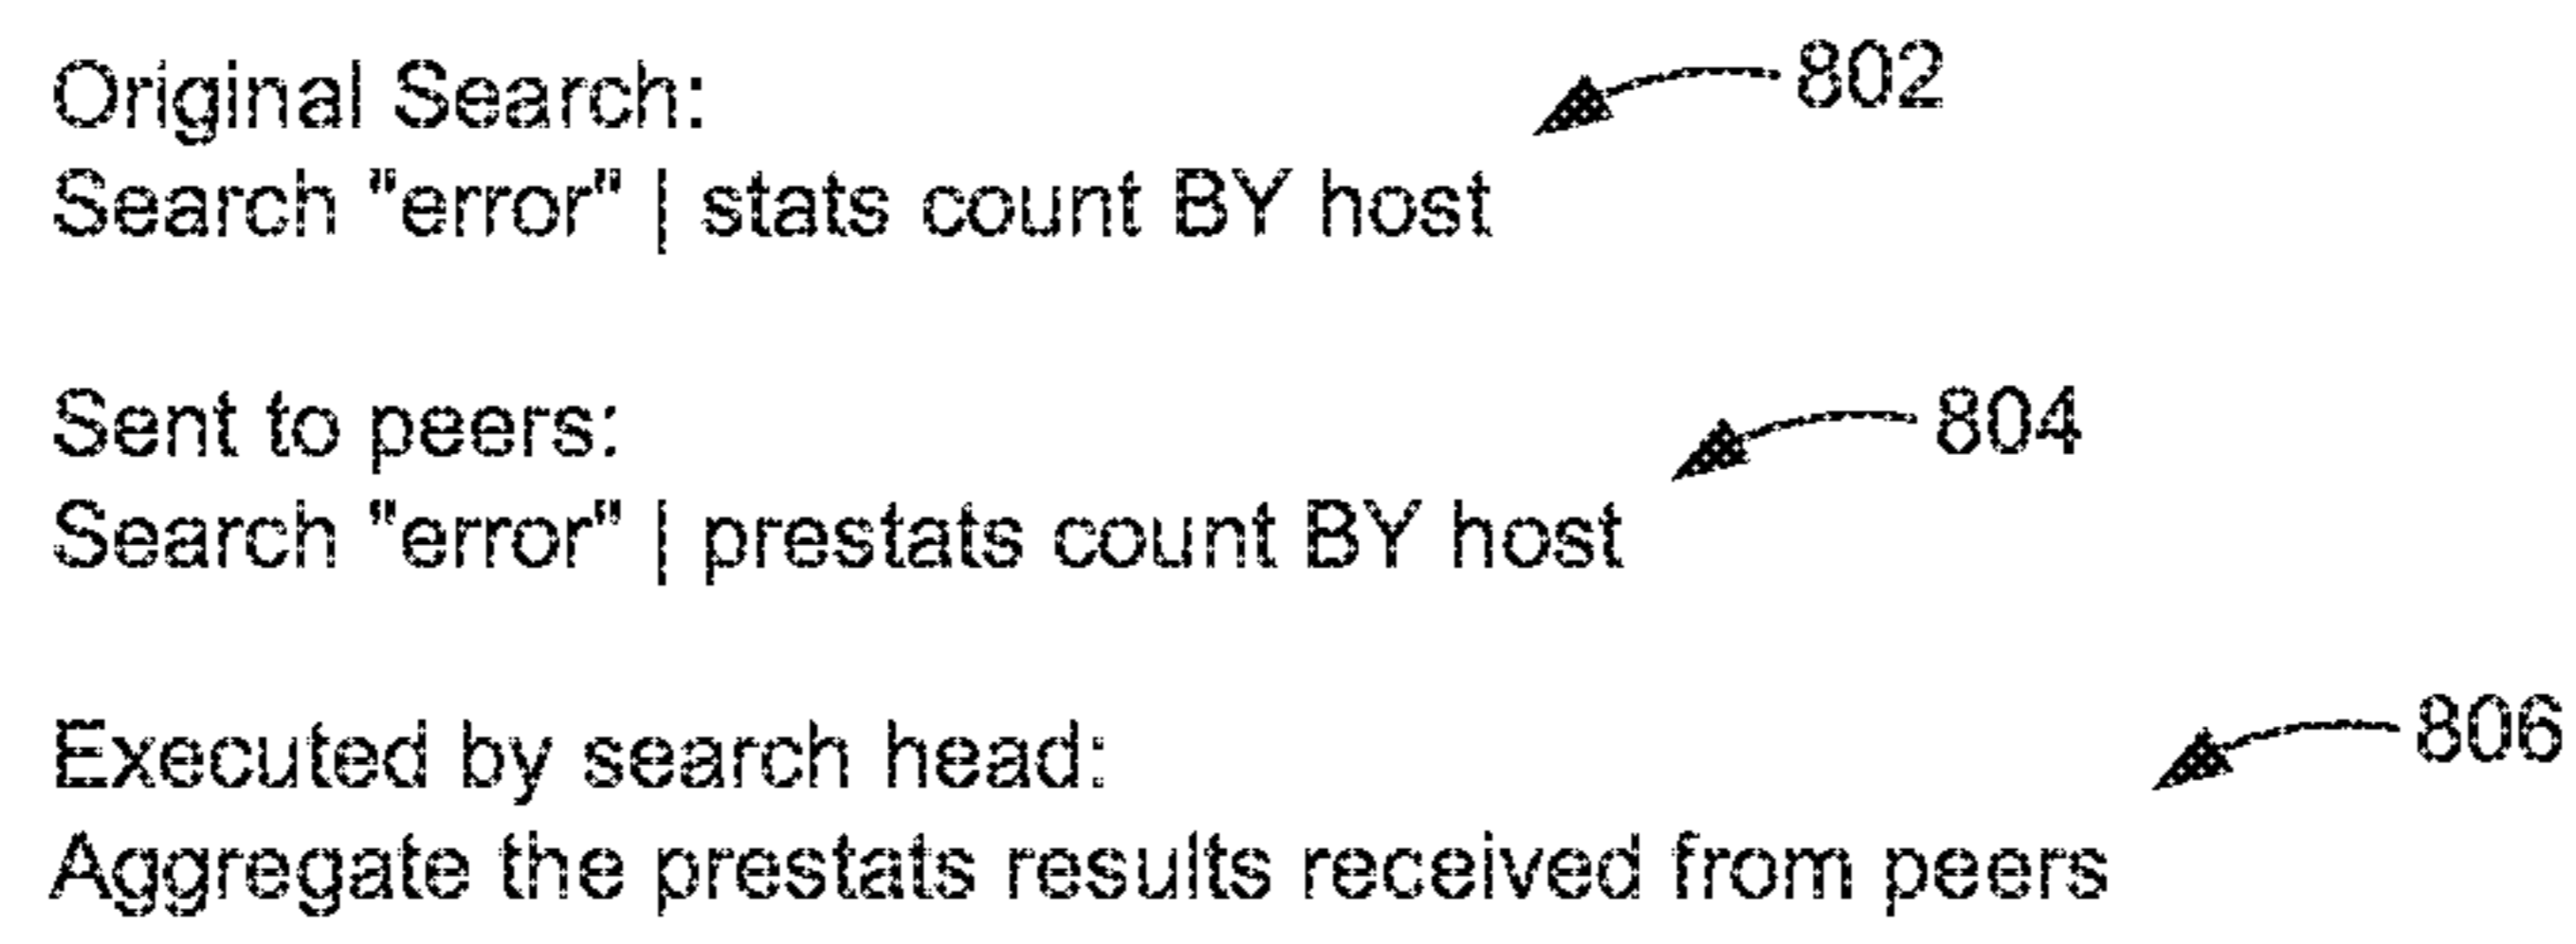 Original Search:
802
Search "error" | stats count BY host
Sent to peers:
804
Search "error" | prestats count BY host
Executed by search head:
806
Aggregate the prestats results received from peers